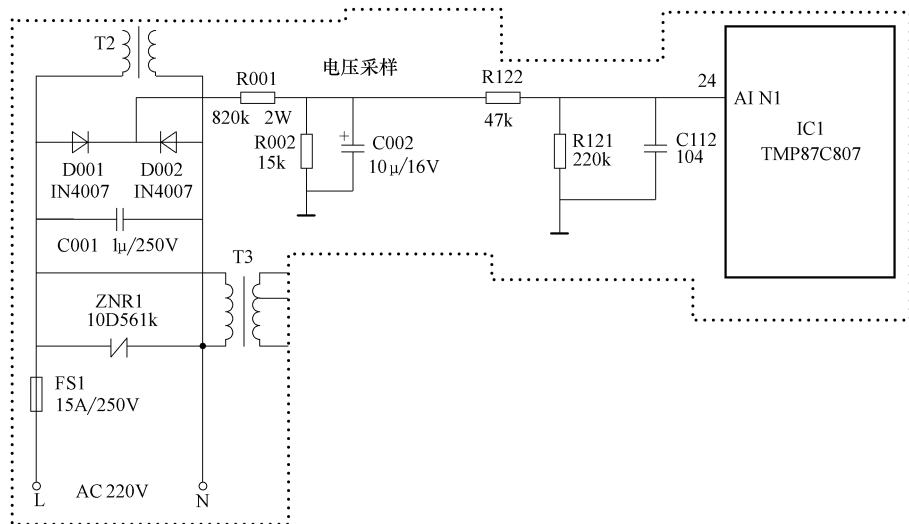 T2
电压采样
R001
820k 2W
R002
15k
C002
10μ/16V
R122
47k
24
AI N1
IC1
TMP87C807
R121
220k
C112
104
D001
IN4007
D002
IN4007
C001 1μ/250V
T3
ZNR1
10D561k
FS1
15A/250V
L
AC 220V
N